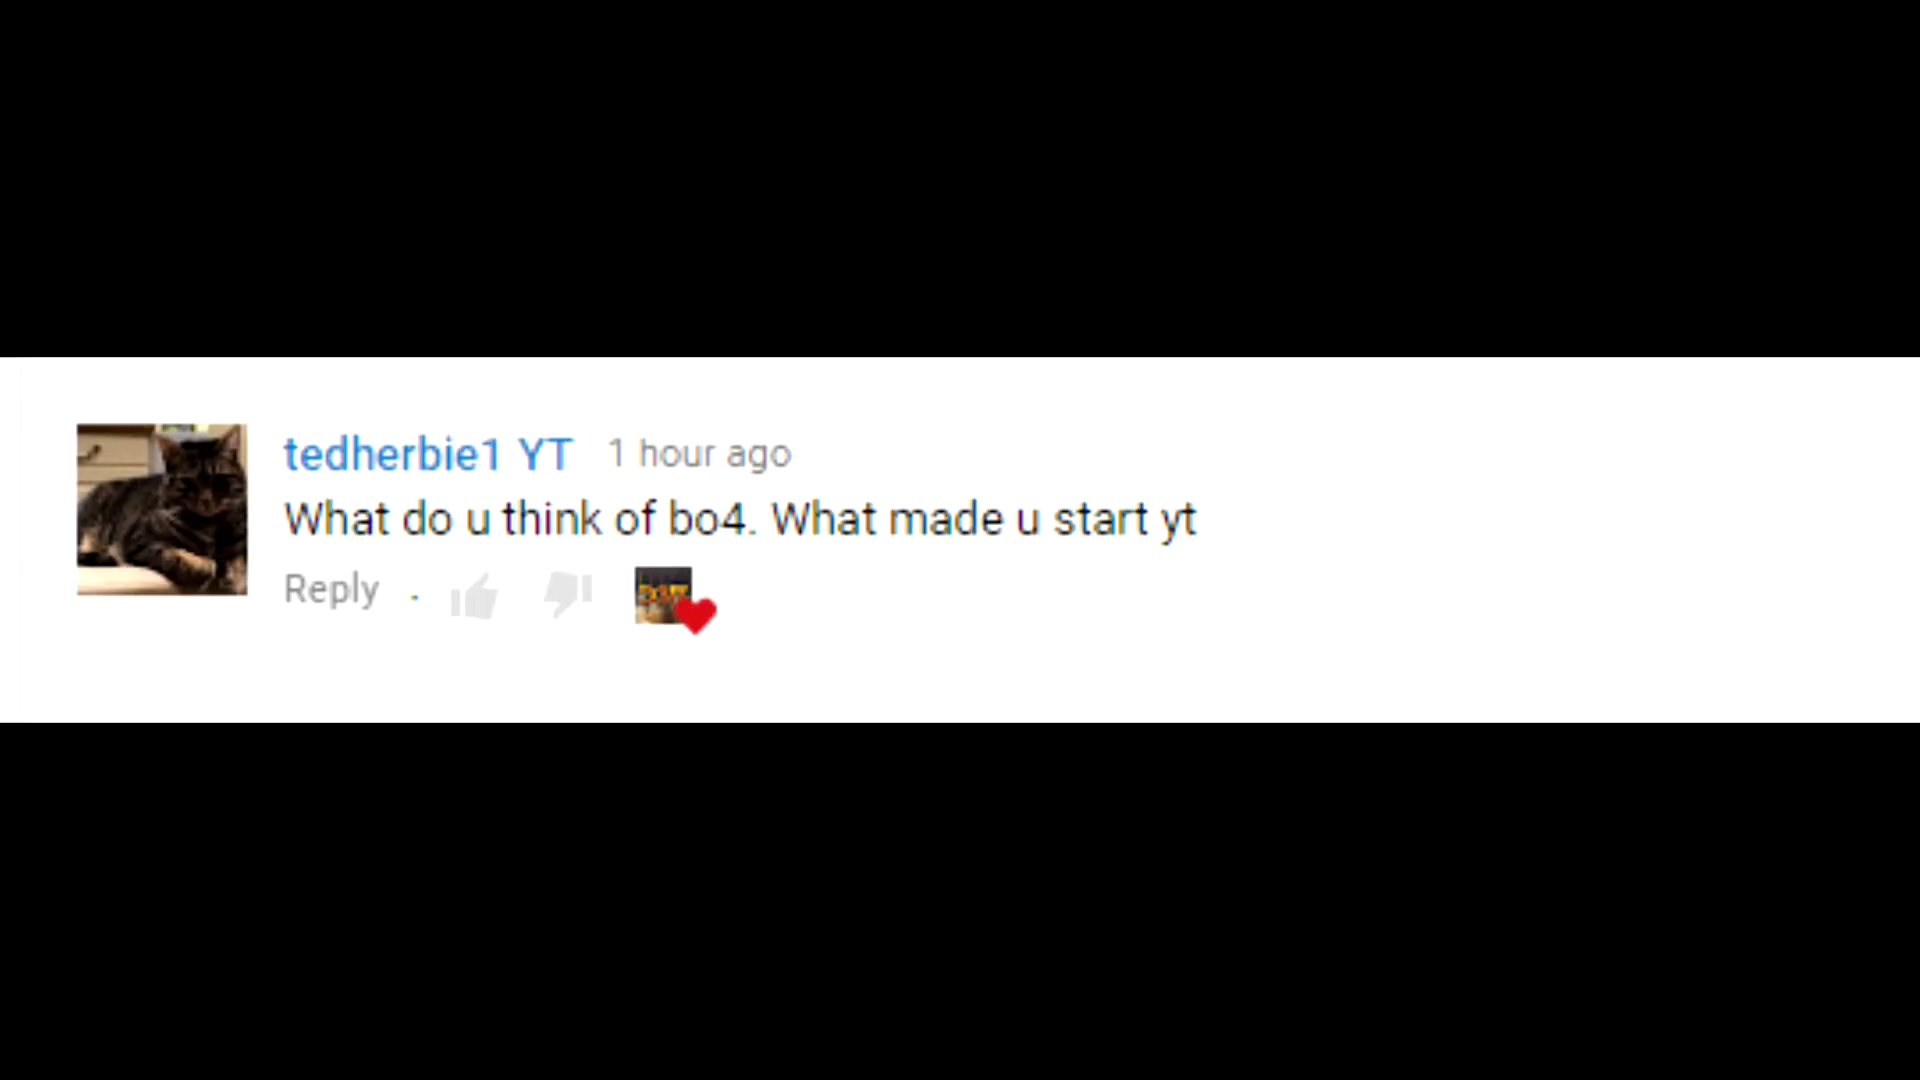 tedherbie1 YT 1 hour ago
What do u think of bo4. What made u start yt
Reply